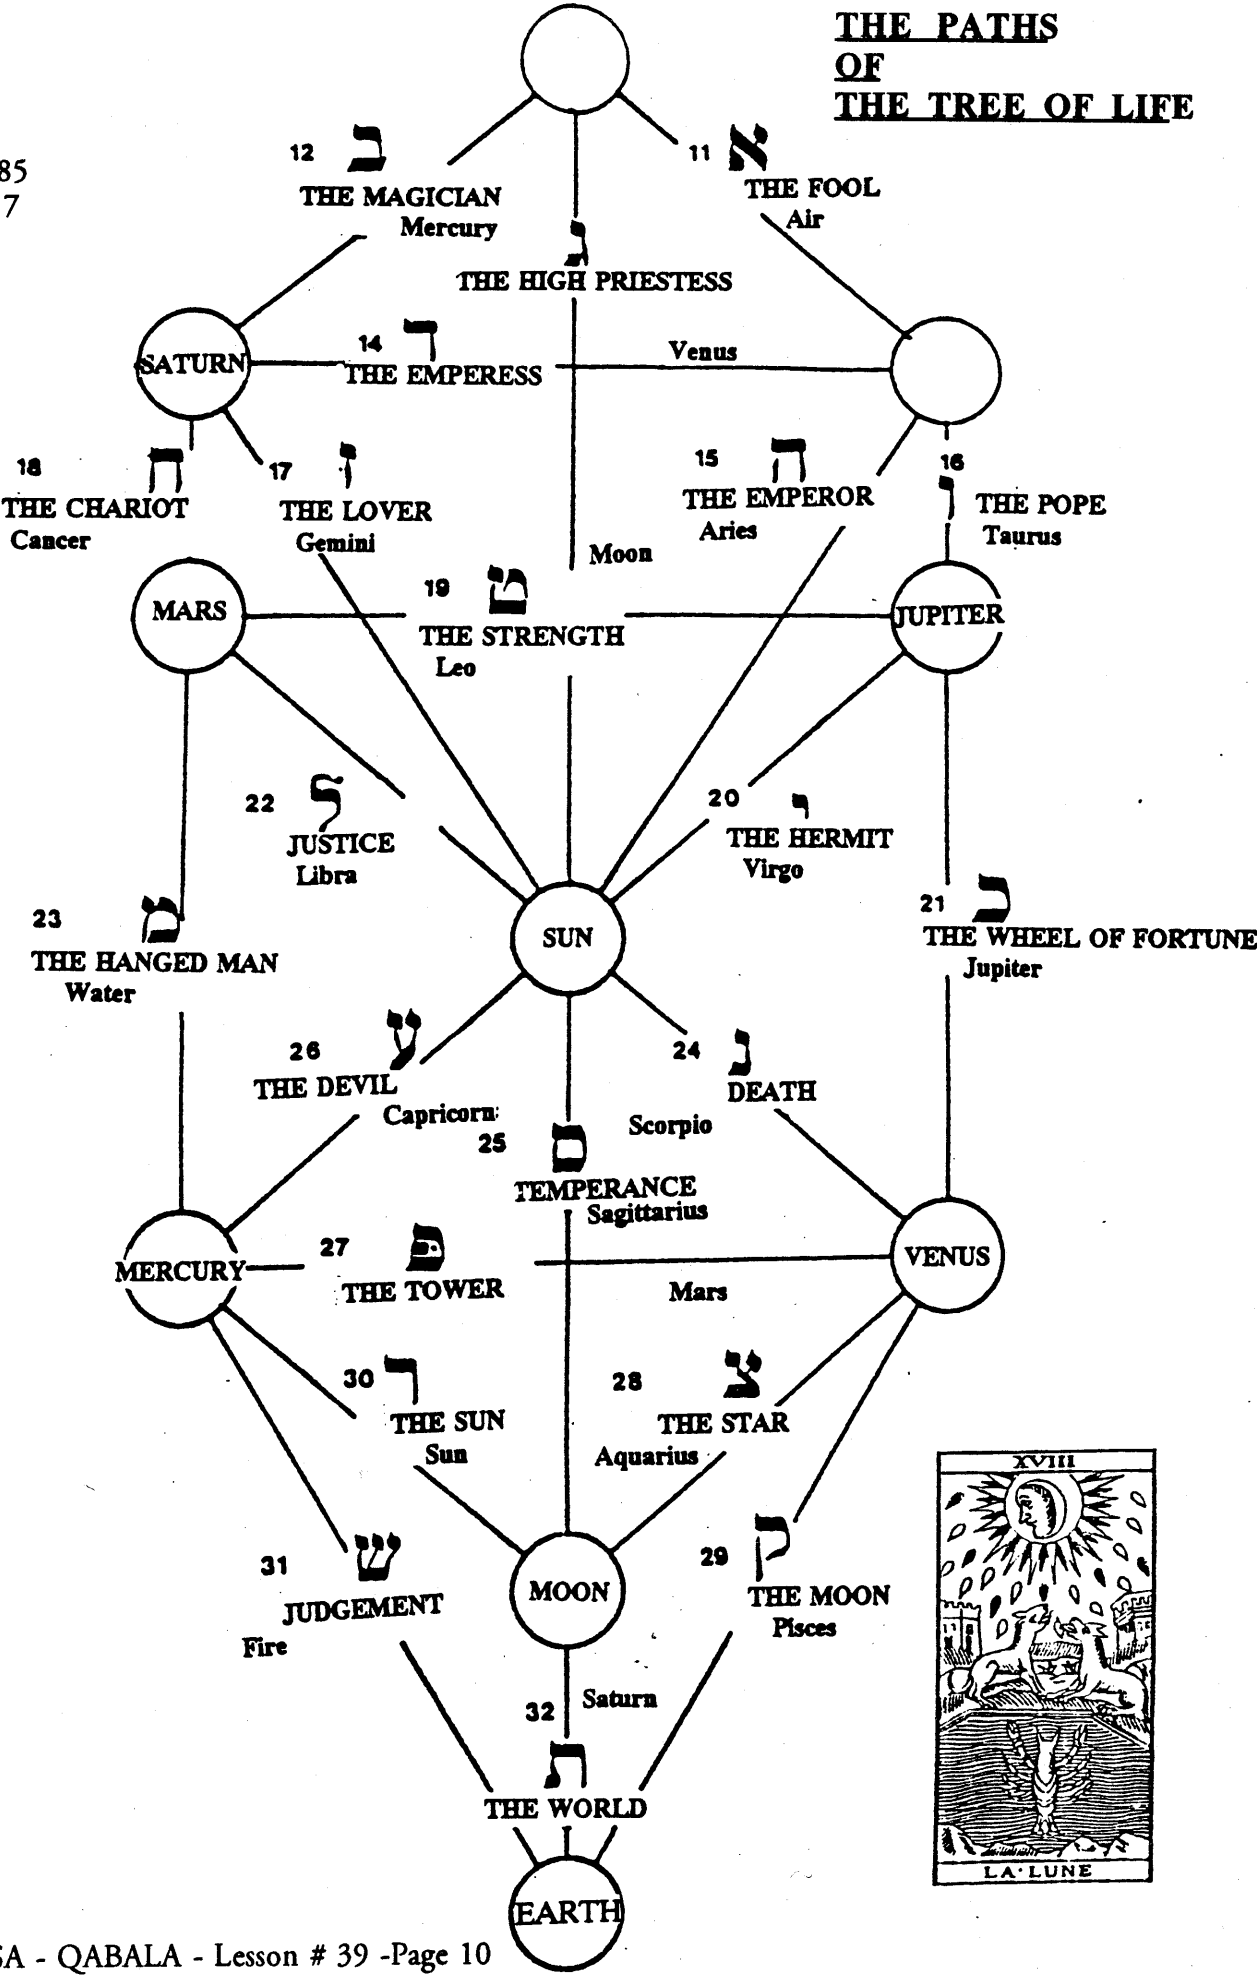 THE PATHS
OF
THE TREE OF LIFE
85
7
12 ב
THE MAGICIAN
Mercury
11 א
THE FOOL
Air
ג
THE HIGH PRIESTESS
SATURN
14 ד
THE EMPERESS
Venus
18 ח
THE CHARIOT
Cancer
17 ז
THE LOVER
Gemini
15 ה
THE EMPEROR
Aries
16
ו THE POPE
Taurus
Moon
MARS
19 ט
THE STRENGTH
Leo
JUPITER
22 ל
JUSTICE
Libra
20 י
THE HERMIT
Virgo
23 מ
THE HANGED MAN
Water
SUN
21 כ
THE WHEEL OF FORTUNE
Jupiter
26 ע
THE DEVIL
Capricorn
24 נ
DEATH
Scorpio
25 ס
TEMPERANCE
Sagittarius
MERCURY
27 פּ
THE TOWER
Mars
VENUS
30 ר
THE SUN
Sun
28 צ
THE STAR
Aquarius
31 ש
JUDGEMENT
Fire
MOON
29 ק
THE MOON
Pisces
XVIII
LA·LUNE
32
Saturn
ת
THE WORLD
EARTH
SA - QABALA - Lesson # 39 -Page 10